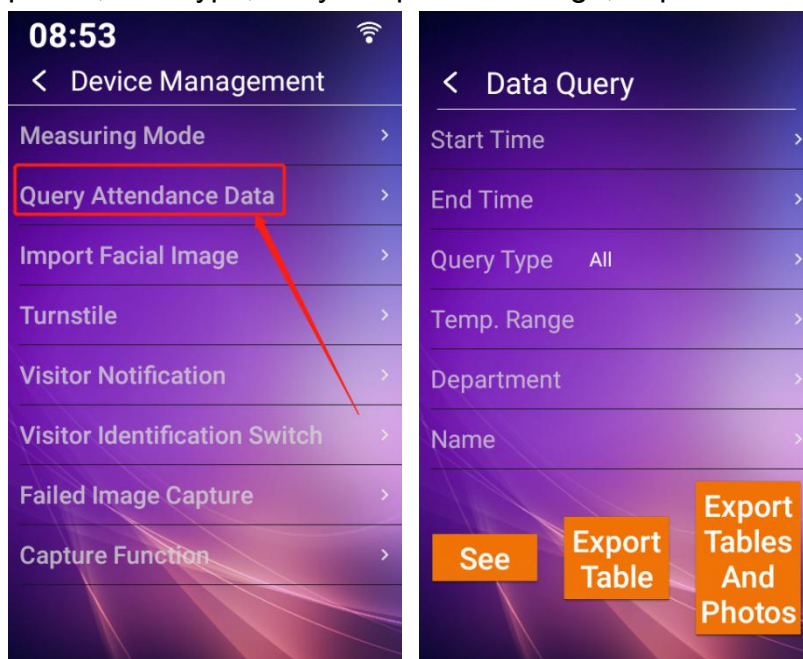 08:53
Device Management
Measuring Mode
Query Attendance Data
Import Facial Image
Turnstile
Visitor Notification
Visitor Identification Switch
Failed Image Capture
Capture Function
Data Query
Start Time
End Time
Query Type All
Temp. Range
Department
Name
See
Export
Table
Export
Tables
And
Photos